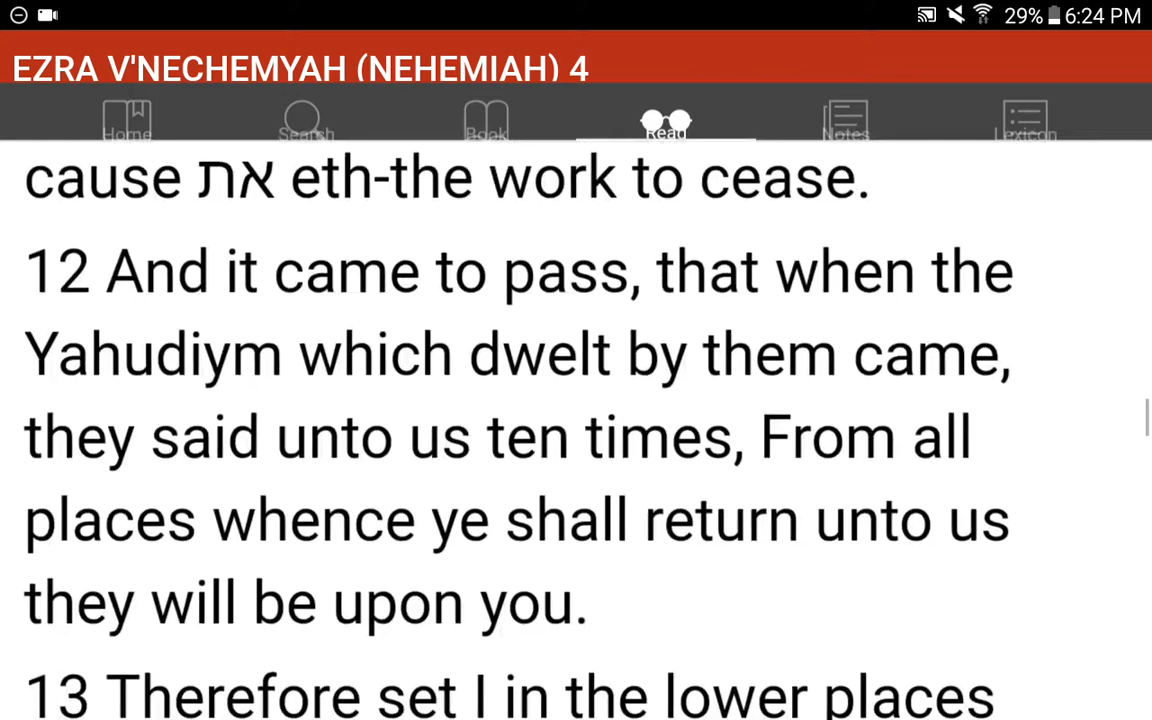 29% 6:24 PM
EZRA V'NECHEMYAH (NEHEMIAH) 4
Home Search Book Read Notes Lexicon
cause את eth-the work to cease.
12 And it came to pass, that when the
Yahudiym which dwelt by them came,
they said unto us ten times, From all
places whence ye shall return unto us
they will be upon you.
13 Therefore set I in the lower places